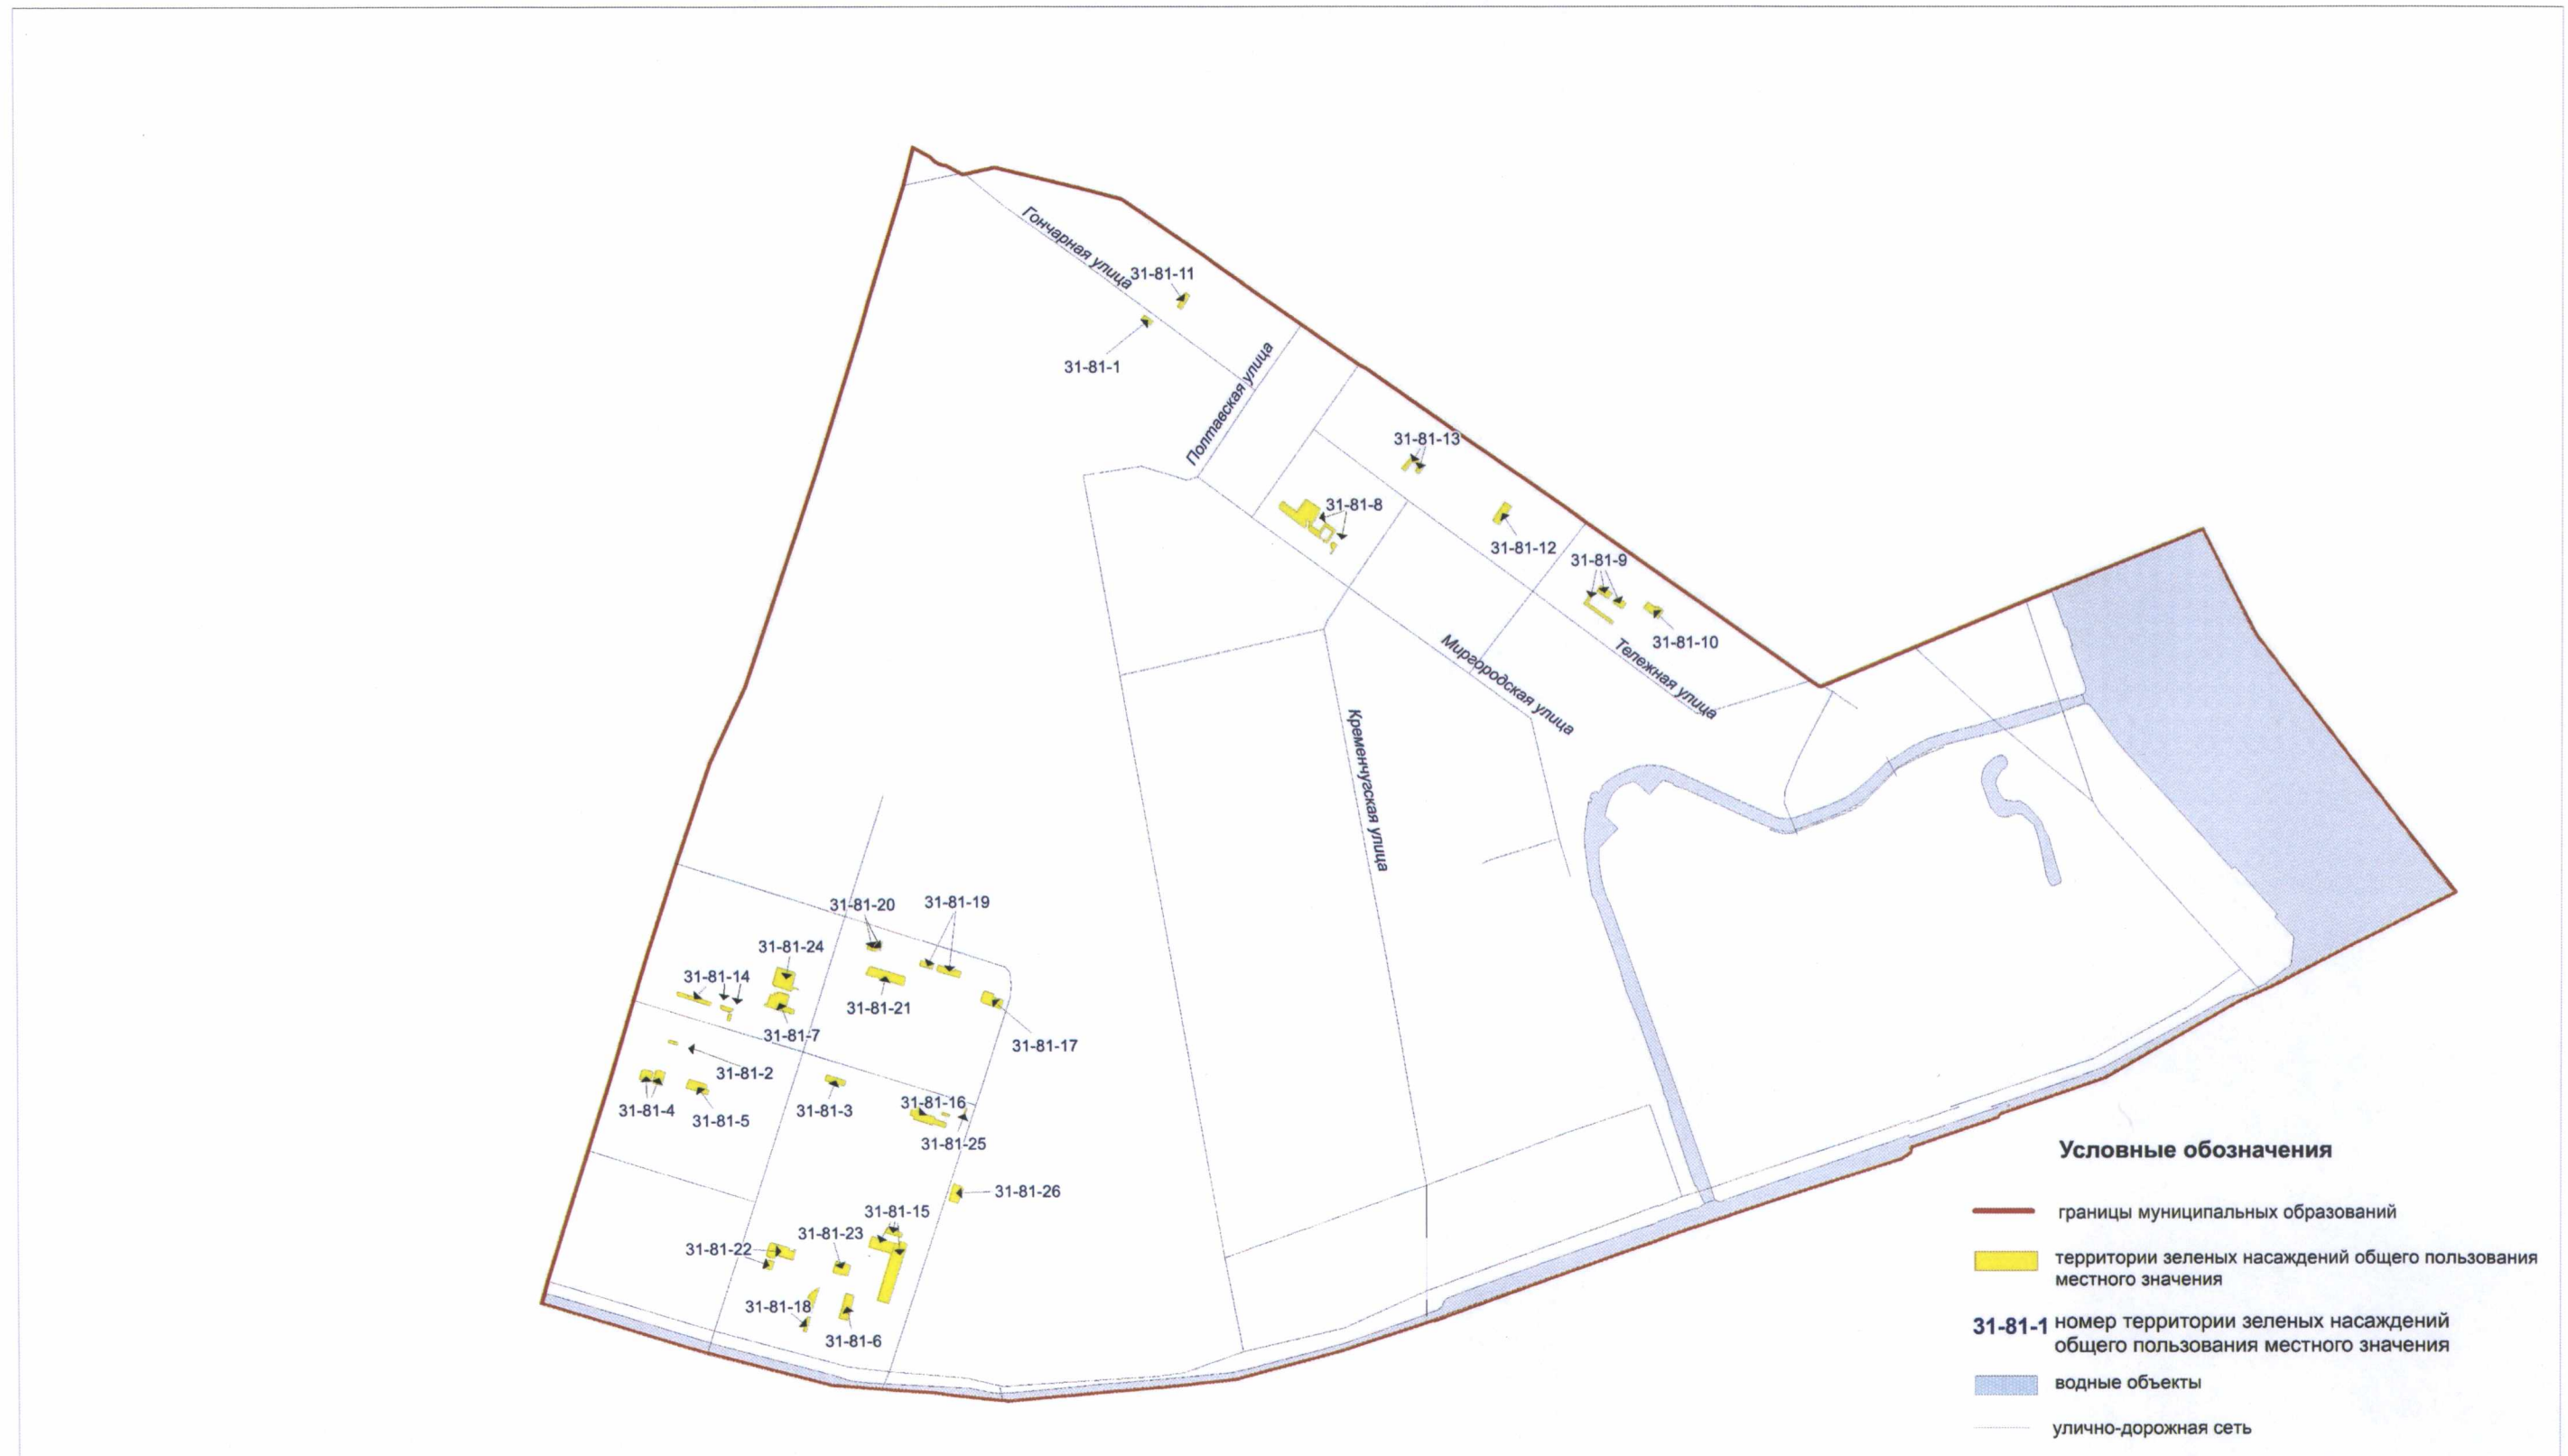 Гончарная улица
31-81-11
31-81-1
Полтавская улица
31-81-13
31-81-8
31-81-12
31-81-9
31-81-10
Миргородская улица
Тележная улица
Кременчугская улица
31-81-20
31-81-19
31-81-24
31-81-14
31-81-21
31-81-7
31-81-17
31-81-2
31-81-4
31-81-5
31-81-3
31-81-16
31-81-25
31-81-26
31-81-15
31-81-23
31-81-22
31-81-18
31-81-6
Условные обозначения
границы муниципальных образований
территории зеленых насаждений общего пользования
местного значения
31-81-1 номер территории зеленых насаждений
общего пользования местного значения
водные объекты
улично-дорожная сеть